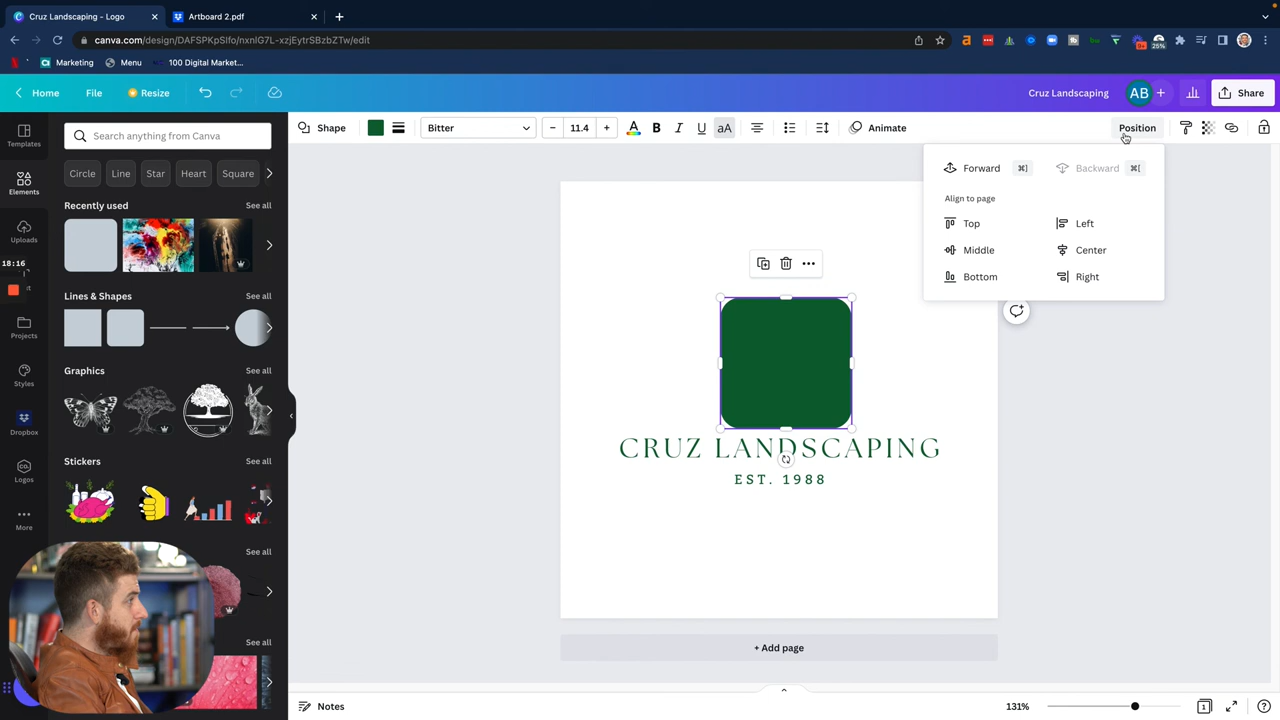 Cruz Landscaping - Logo
Artboard 2.pdf
canva.com/design/DAFSPKpSlfo/nxnlG7L-xzjEytrSBzbZTw/edit
26%
Marketing
Menu
100 Digital Market...
Home
File
Resize
Cruz Landscaping
AB
Share
Templates
Elements
Uploads
18:16
Projects
Styles
Dropbox
Logos
More
Search anything from Canva
Circle
Line
Star
Heart
Square
Recently used
See all
Lines & Shapes
See all
Graphics
See all
Stickers
See all
See all
See all
Shape
Bitter
11.4
B
I
U
aA
Animate
Position
Forward
⌘]
Backward
⌘[
Align to page
Top
Left
Middle
Center
Bottom
Right
CRUZ LANDSCAPING
EST. 1988
+ Add page
Notes
131%
1